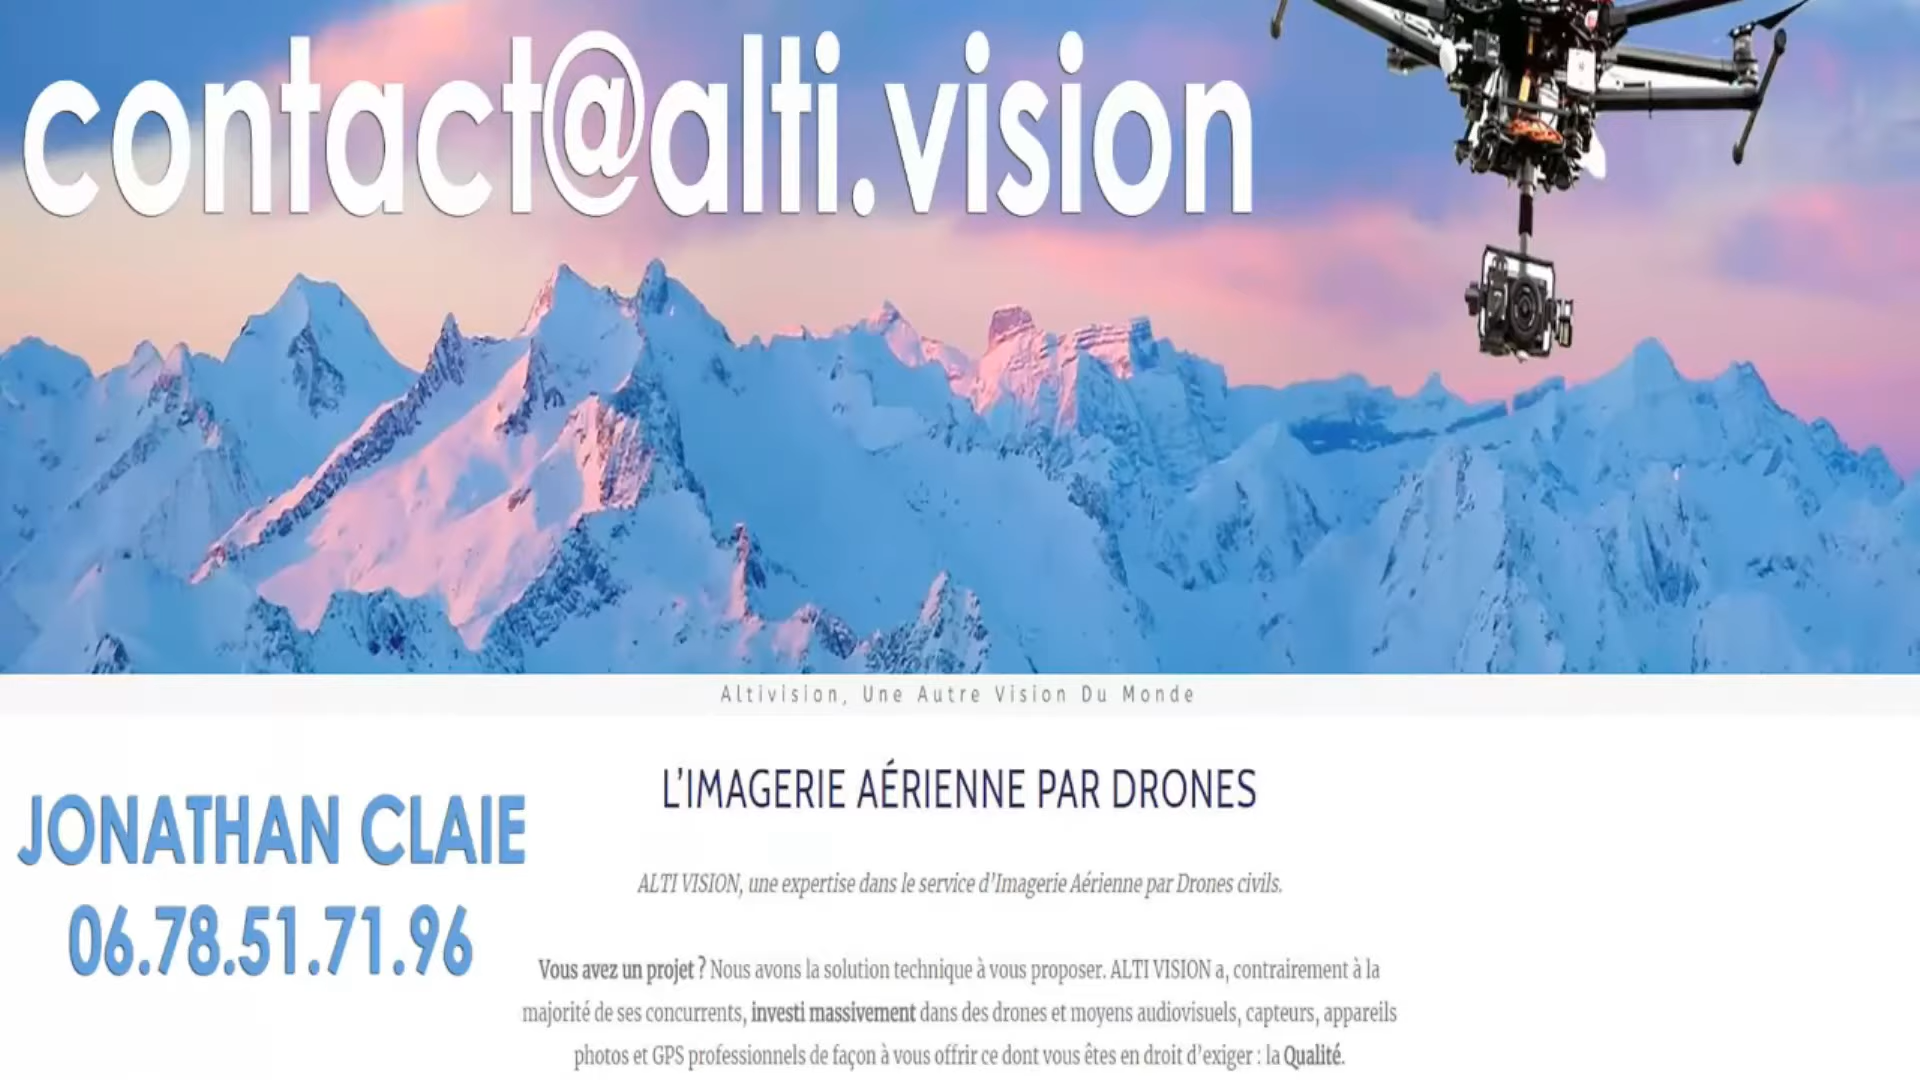 contact@alti.vision
Altivision, Une Autre Vision Du Monde
L'IMAGERIE AÉRIENNE PAR DRONES
JONATHAN CLAIE
06.78.51.71.96
ALTI VISION, une expertise dans le service d'Imagerie Aérienne par Drones civils.
Vous avez un projet ? Nous avons la solution technique à vous proposer. ALTI VISION a, contrairement à la
majorité de ses concurrents, investi massivement dans des drones et moyens audiovisuels, capteurs, appareils
photos et GPS professionnels de façon à vous offrir ce dont vous êtes en droit d'exiger : la Qualité.